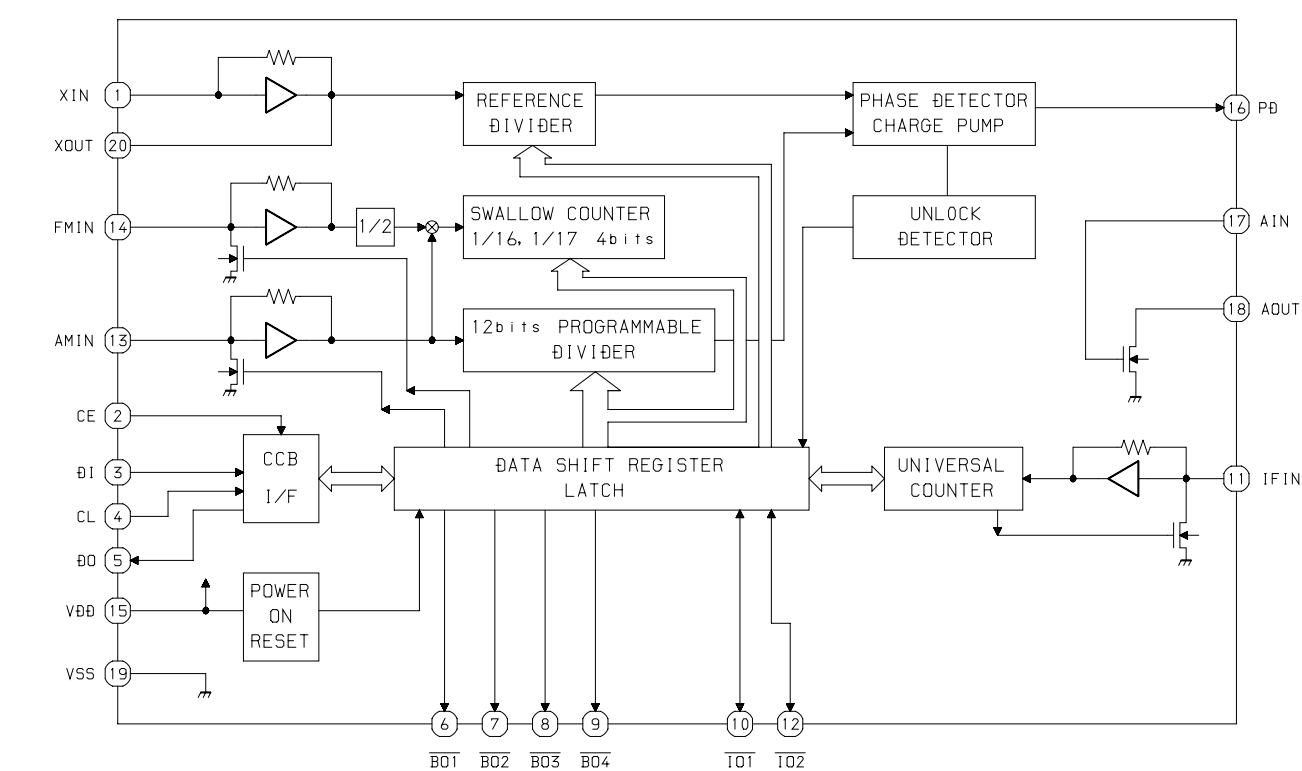 XIN 1
REFERENCE
DIVIDER
PHASE DETECTOR
CHARGE PUMP
16 PD
XOUT 20
FMIN 14
1/2
SWALLOW COUNTER
1/16, 1/17 4bits
UNLOCK
DETECTOR
17 AIN
18 AOUT
AMIN 13
12bits PROGRAMMABLE
DIVIDER
CE 2
DI 3
CL 4
DO 5
CCB
I/F
DATA SHIFT REGISTER
LATCH
UNIVERSAL
COUNTER
11 IFIN
VDD 15
POWER
ON
RESET
VSS 19
6 7 8 9 10 12
BO1 BO2 BO3 BO4 IO1 IO2